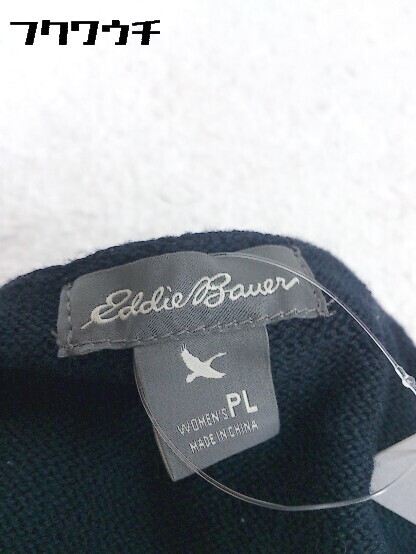 フクワウチ
Eddie Bauer
WOMEN'S PL
MADE IN CHINA